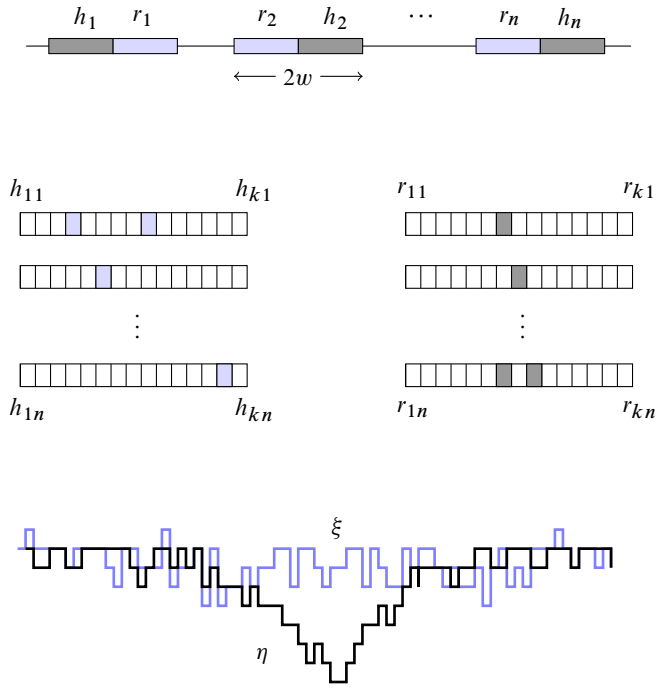 h₁ r₁ r₂ h₂ ⋯ rₙ hₙ
2w
h₁₁ hₖ₁ r₁₁ rₖ₁
⋮ ⋮
h₁ₙ hₖₙ r₁ₙ rₖₙ
ξ
η